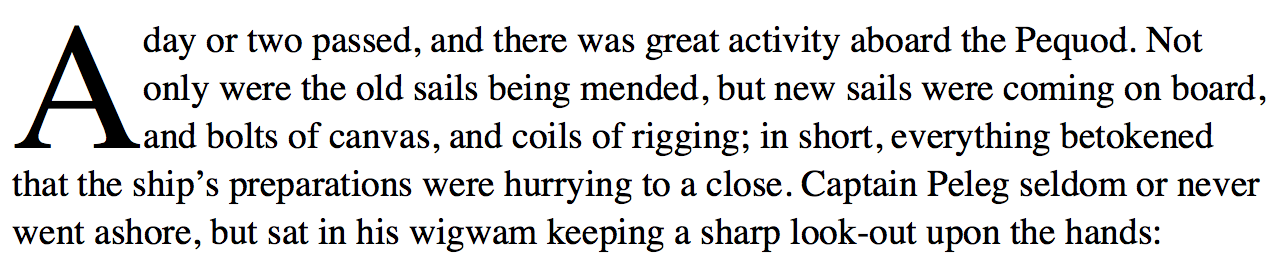 A day or two passed, and there was great activity aboard the Pequod. Not
only were the old sails being mended, but new sails were coming on board,
and bolts of canvas, and coils of rigging; in short, everything betokened
that the ship’s preparations were hurrying to a close. Captain Peleg seldom or never
went ashore, but sat in his wigwam keeping a sharp look-out upon the hands: